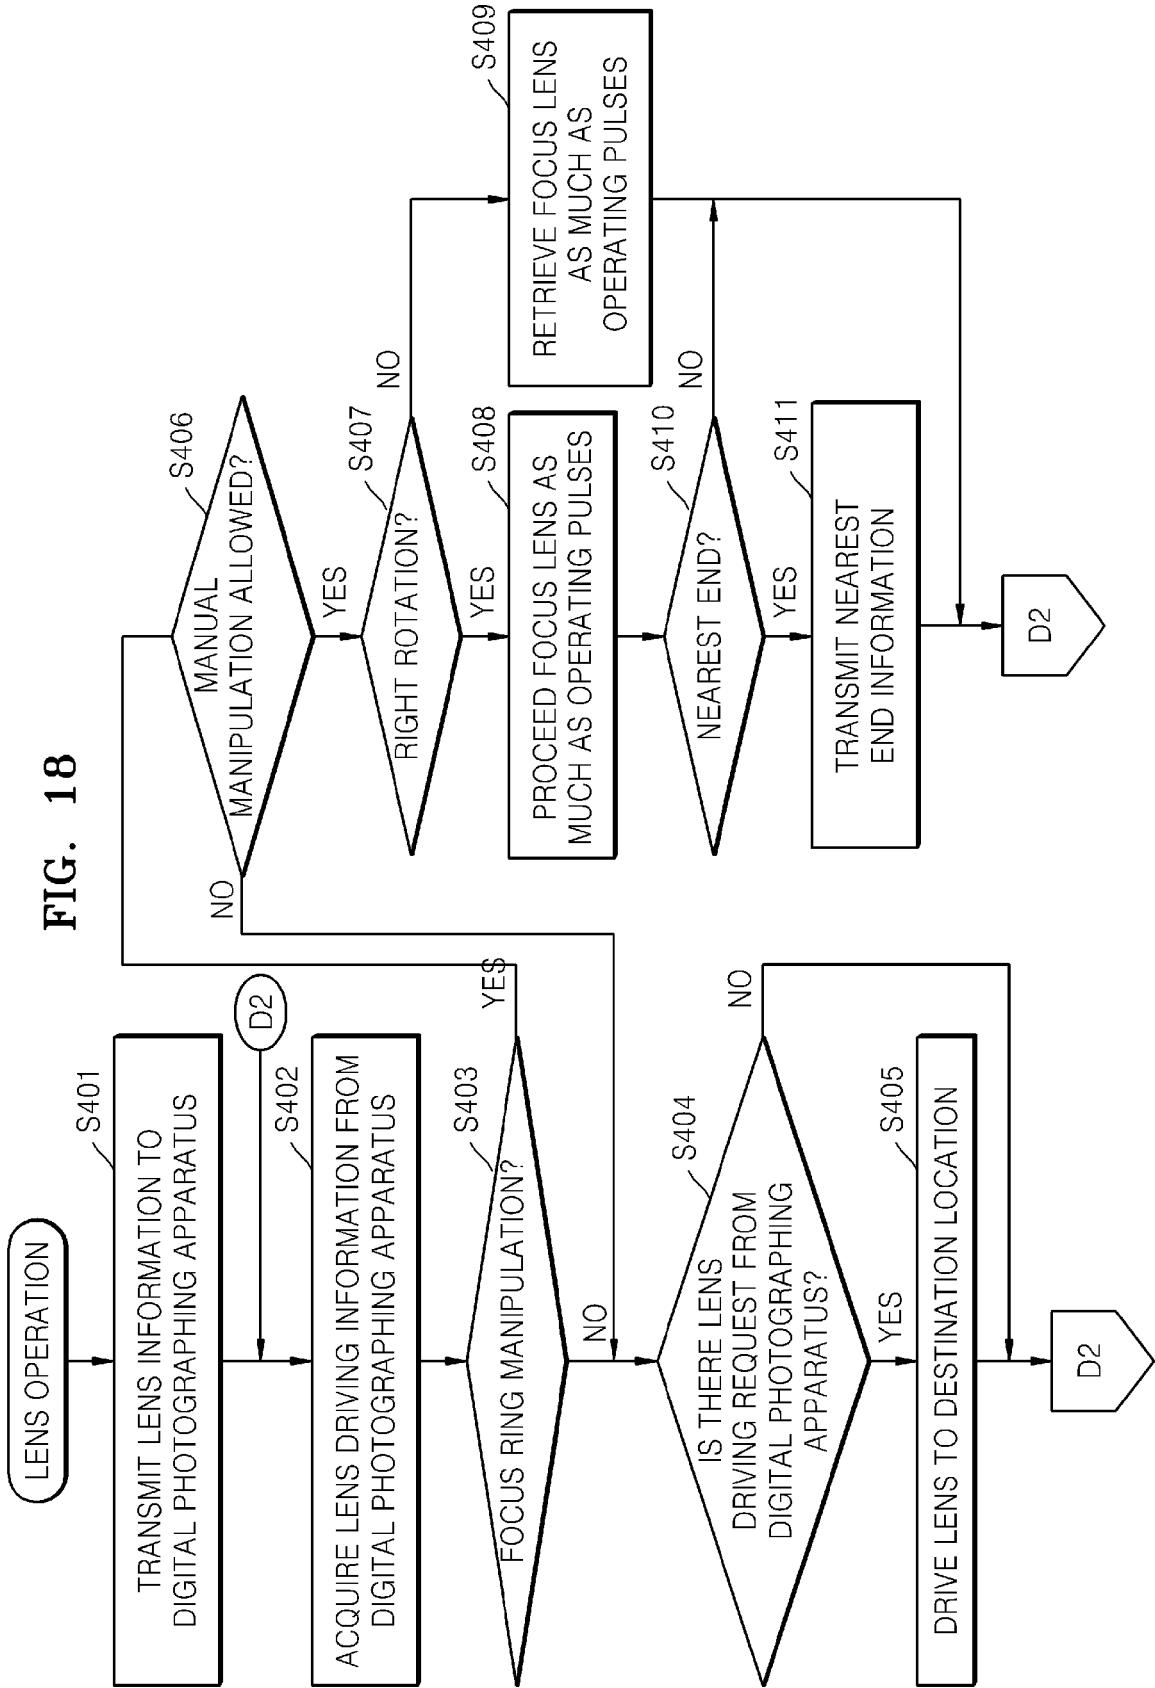 FIG. 18
LENS OPERATION
S401
TRANSMIT LENS INFORMATION TO
DIGITAL PHOTOGRAPHING APPARATUS
D2
S402
ACQUIRE LENS DRIVING INFORMATION FROM
DIGITAL PHOTOGRAPHING APPARATUS
S403
FOCUS RING MANIPULATION?
YES
NO
S404
IS THERE LENS
DRIVING REQUEST FROM
DIGITAL PHOTOGRAPHING
APPARATUS?
NO
YES
S405
DRIVE LENS TO DESTINATION LOCATION
D2
S406
MANUAL
MANIPULATION ALLOWED?
NO
YES
S407
RIGHT ROTATION?
NO
YES
S408
PROCEED FOCUS LENS AS
MUCH AS OPERATING PULSES
S409
RETRIEVE FOCUS LENS
AS MUCH AS
OPERATING PULSES
S410
NEAREST END?
NO
YES
S411
TRANSMIT NEAREST
END INFORMATION
D2